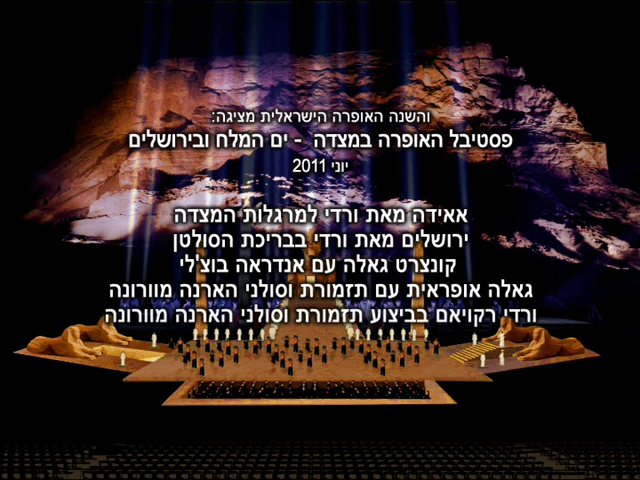 והשנה האופרה הישראלית מציגה:
פסטיבל האופרה במצדה - ים המלח ובירושלים
יוני 2011
אאידה מאת ורדי למרגלות המצדה
ירושלים מאת ורדי בבריכת הסולטן
קונצרט גאלה עם אנדראה בוצ'לי
גאלה אופראית עם תזמורת וסולני הארנה מוורונה
ורדי רקויאם בביצוע תזמורת וסולני הארנה מוורונה